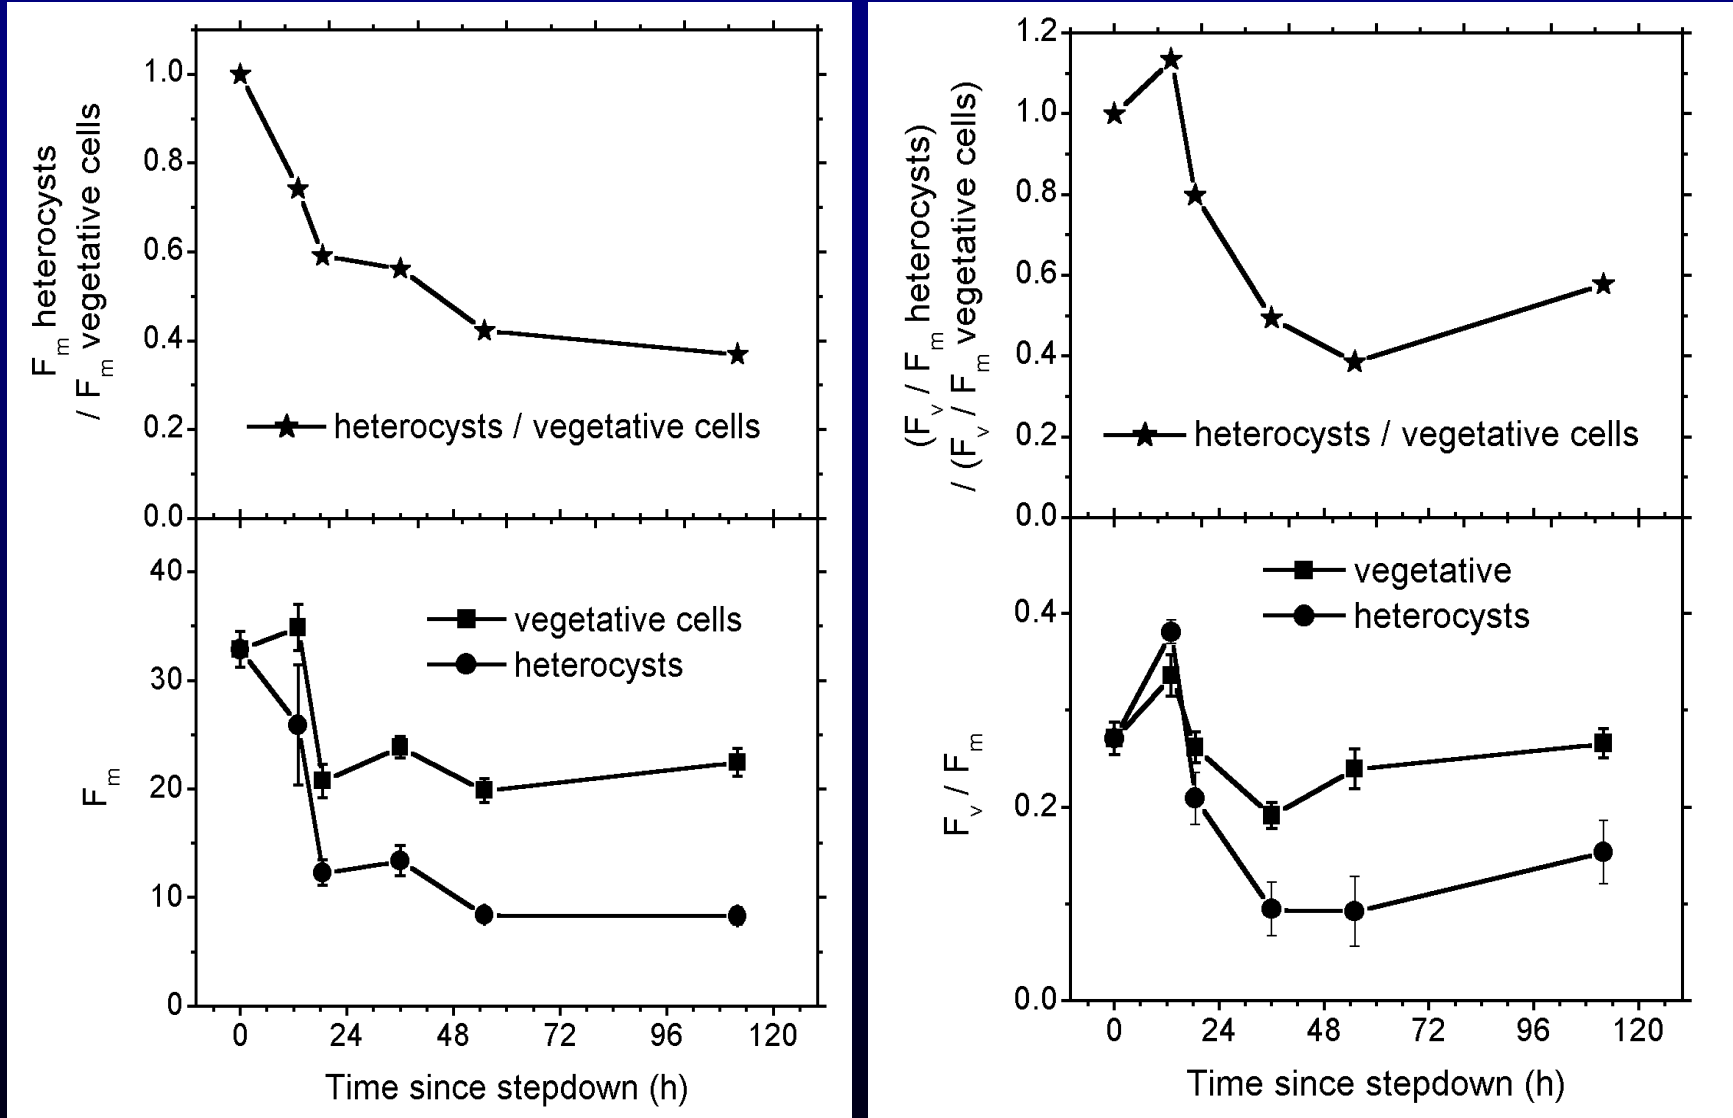 F_m heterocysts
/ F_m vegetative cells
1.0
0.8
0.6
0.4
0.2
0.0
heterocysts / vegetative cells
F_m
40
30
20
10
0
vegetative cells
heterocysts
0 24 48 72 96 120
Time since stepdown (h)
(F_v / F_m heterocysts)
/ (F_v / F_m vegetative cells)
1.2
1.0
0.8
0.6
0.4
0.2
0.0
heterocysts / vegetative cells
F_v / F_m
0.4
0.2
0.0
vegetative
heterocysts
0 24 48 72 96 120
Time since stepdown (h)